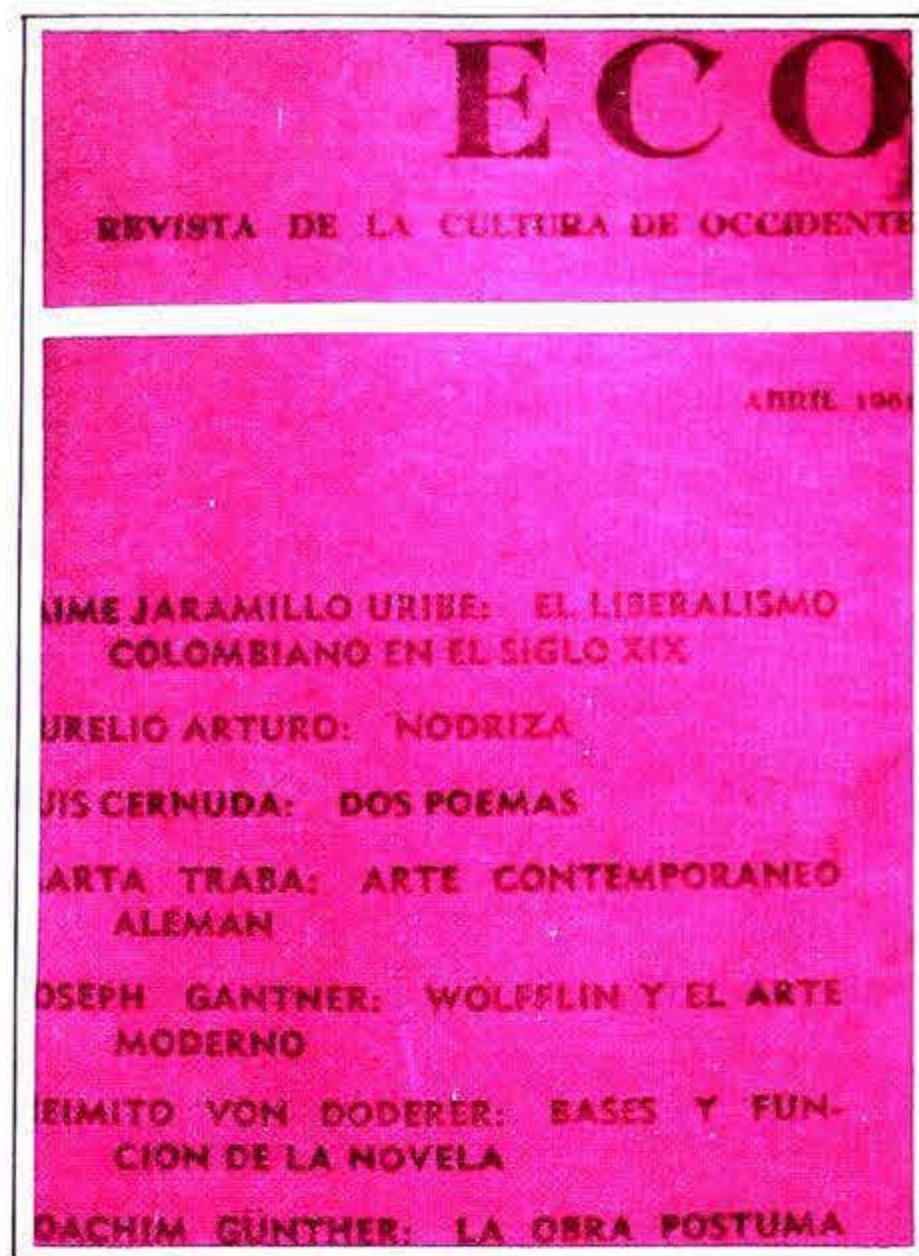 ECO
REVISTA DE LA CULTURA DE OCCIDENTE
ABRIL 1961
AIME JARAMILLO URIBE: EL LIBERALISMO
COLOMBIANO EN EL SIGLO XIX
URELIO ARTURO: NODRIZA
UIS CERNUDA: DOS POEMAS
ARTA TRABA: ARTE CONTEMPORANEO
ALEMAN
OSEPH GANTNER: WÖLFFLIN Y EL ARTE
MODERNO
EIMITO VON DODERER: BASES Y FUN-
CION DE LA NOVELA
OACHIM GÜNTHER: LA OBRA POSTUMA